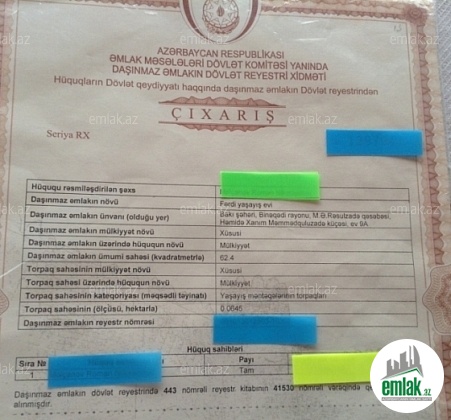 AZƏRBAYCAN RESPUBLİKASI
ƏMLAK MƏSƏLƏLƏRİ DÖVLƏT KOMİTƏSİ YANINDA
DAŞINMAZ ƏMLAKIN DÖVLƏT REYESTRİ XİDMƏTİ
Hüquqların Dövlət qeydiyyatı haqqında daşınmaz əmlakın Dövlət reyestrindən
ÇIXARIŞ
emlak.az
Seriya RX
Hüququ rəsmiləşdirilən şəxs
Daşınmaz əmlakın növü Fərdi yaşayış evi
Daşınmaz əmlakın ünvanı (olduğu yer) Bakı şəhəri, Binəqədi rayonu, M.Ə.Rəsulzadə qəsəbəsi,
Həmidə Xanım Məmmədquluzadə küçəsi, ev 9A
Daşınmaz əmlakın mülkiyyət növü Xüsusi
Daşınmaz əmlakın üzərində hüququn növü Mülkiyyət
Daşınmaz əmlakın ümumi sahəsi (kvadratmetrlə) 62.4
Torpaq sahəsinin mülkiyyət növü Xüsusi
Torpaq sahəsi üzərində hüququn növü Mülkiyyət
Torpaq sahəsinin kateqoriyası (məqsədli təyinatı) Yaşayış məntəqələrinin torpaqları
Torpaq sahəsinin (ölçüsü, hektarla) 0.0045
Daşınmaz əmlakın reyestr nömrəsi
Hüquq sahibləri
Sıra № Payı
1 Tam
Daşınmaz əmlakın dövlət reyestrində 443 nömrəli reyestr kitabının 41530 nömrəli vərəqində
alınmışdır.
emlak.az